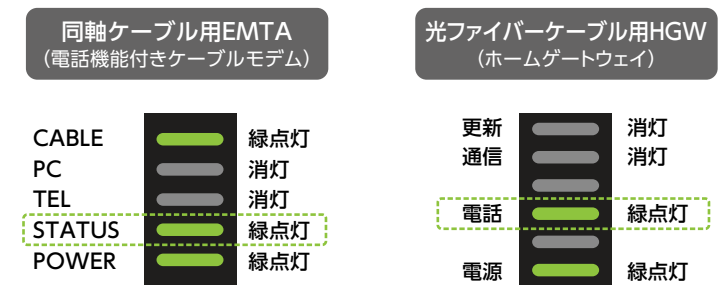 同軸ケーブル用EMTA
（電話機能付きケーブルモデム）
CABLE 緑点灯
PC 消灯
TEL 消灯
STATUS 緑点灯
POWER 緑点灯
光ファイバーケーブル用HGW
（ホームゲートウェイ）
更新 消灯
通信 消灯
電話 緑点灯
電源 緑点灯